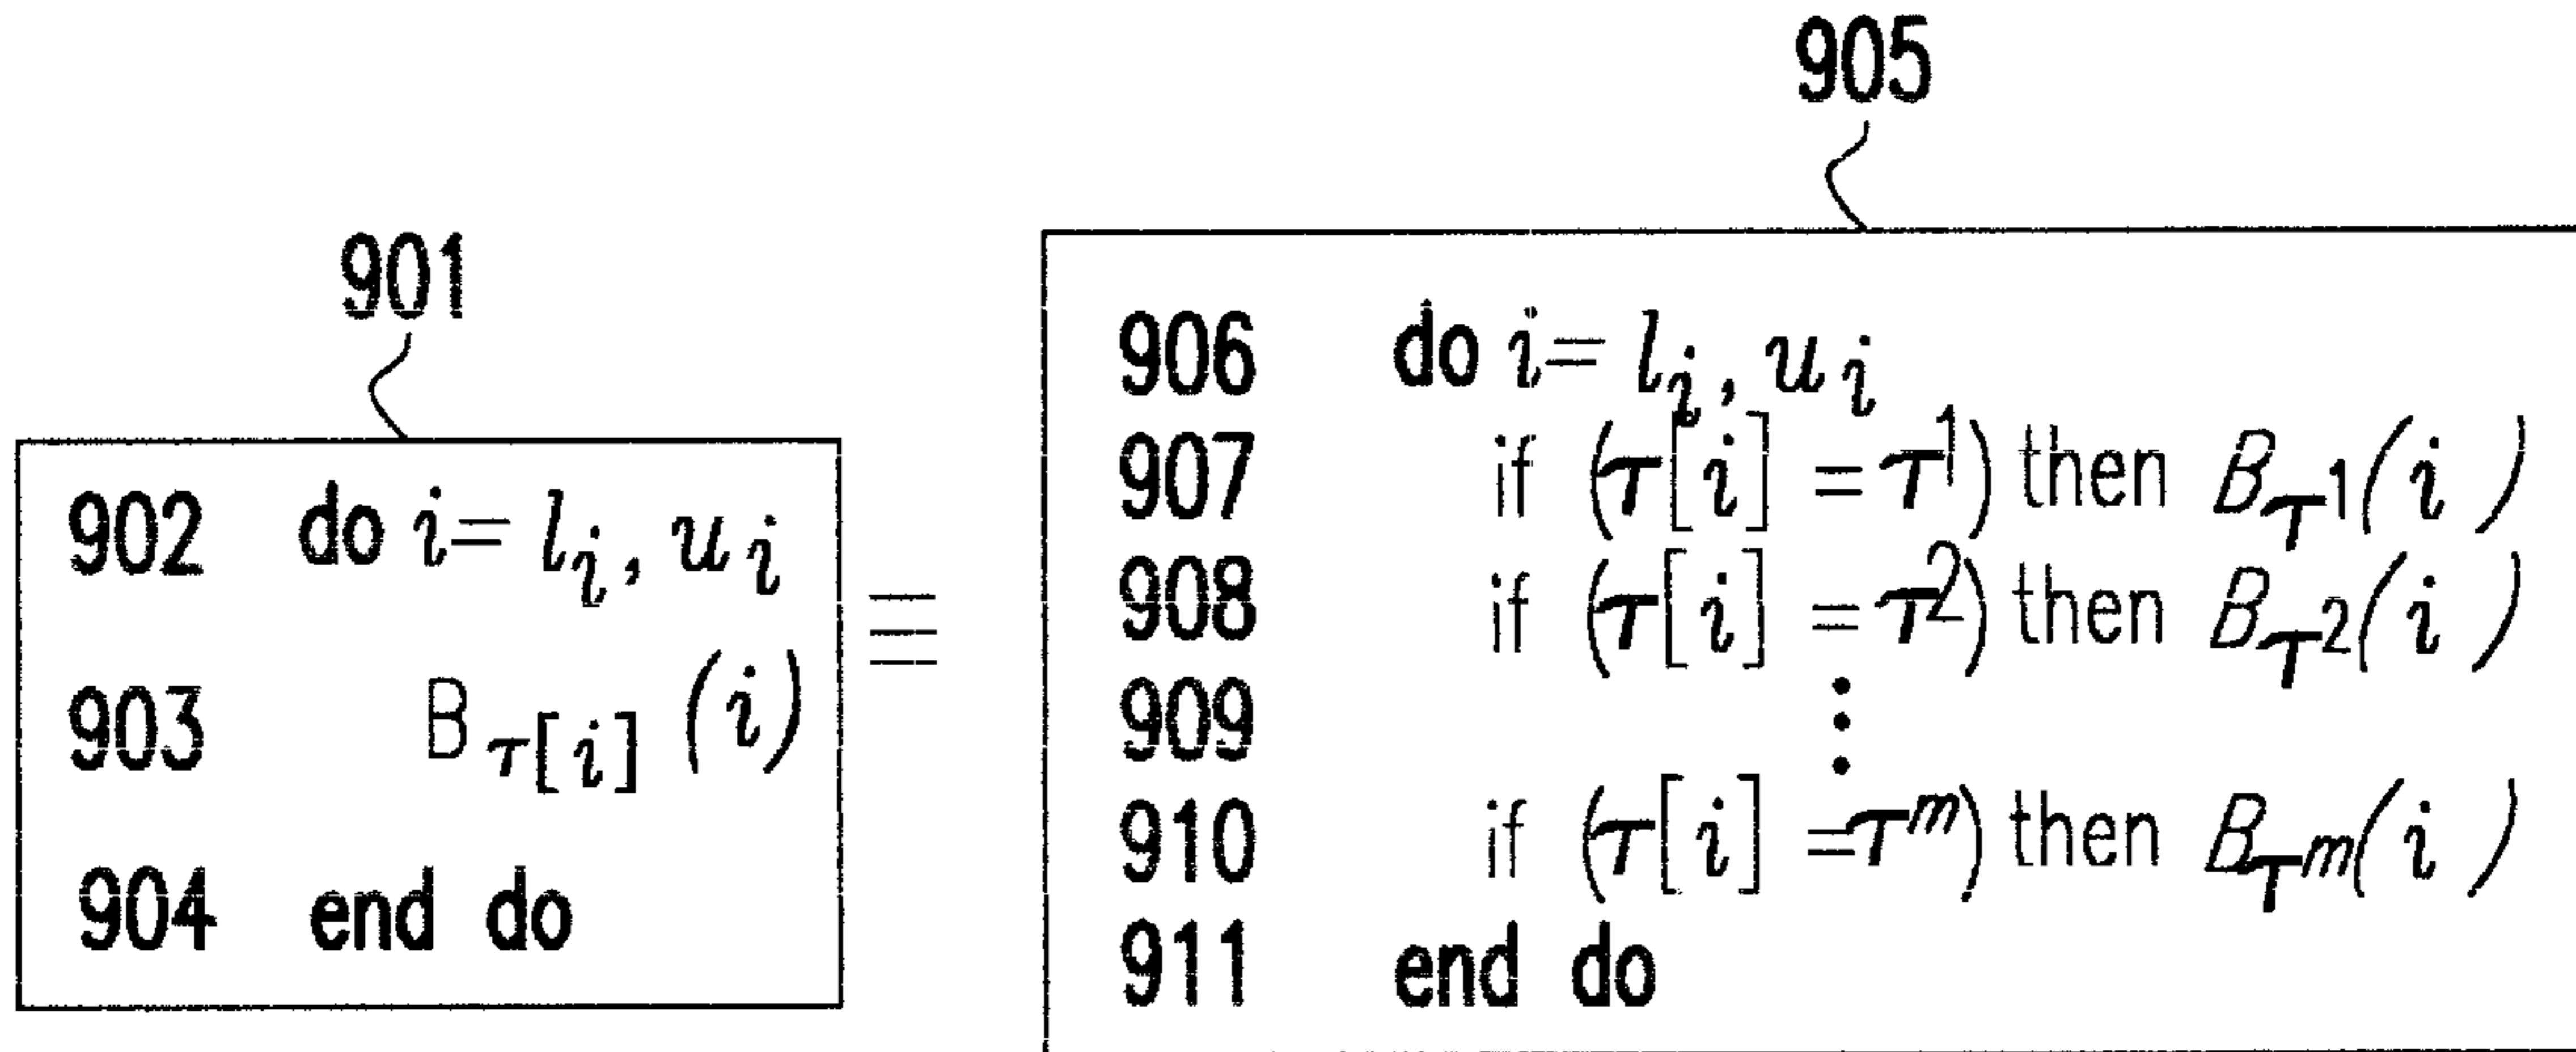 901
902 do i= l_i, u_i
903 B_τ[i] (i)
904 end do
≡
905
906 do i= l_i, u_i
907 if (τ[i] = τ^1) then B_τ1(i )
908 if (τ[i] = τ^2) then B_τ2(i )
909 ⋮
910 if (τ[i] =τ^m) then B_τm(i )
911 end do